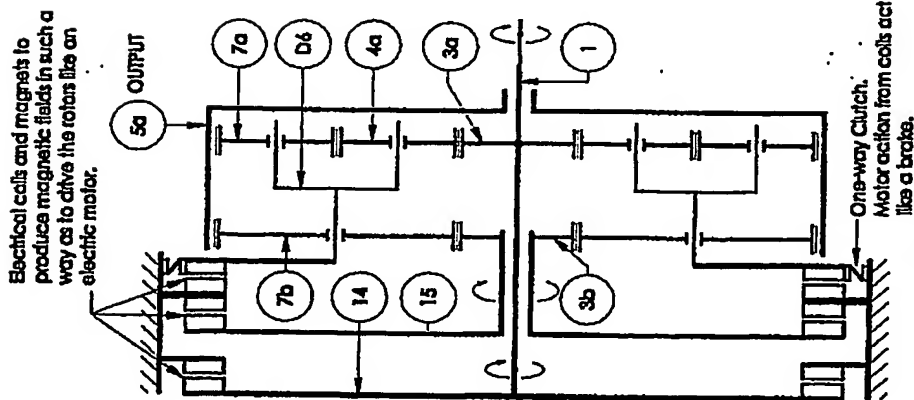 Electrical coils and magnets to
produce magnetic fields in such a
way as to drive the rotors like an
electric motor.
5a OUTPUT
7a
D6
4a
3a
1
7b
14
15
3b
One-way Clutch.
Motor action from coils act
like a brake.